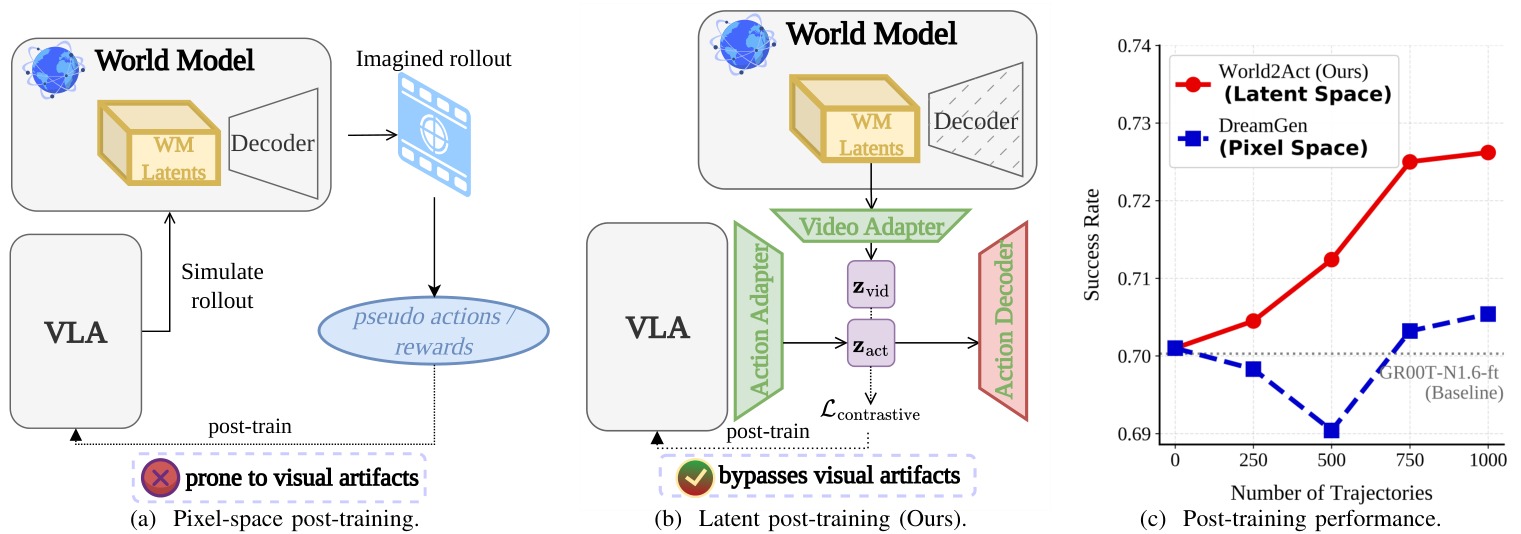 World Model
WM
Latents
Decoder
Imagined rollout
VLA
Simulate
rollout
pseudo actions /
rewards
post-train
prone to visual artifacts
(a) Pixel-space post-training.
World Model
WM
Latents
Decoder
VLA
Action Adapter
Video Adapter
z_vid
z_act
Action Decoder
ℒ_contrastive
post-train
bypasses visual artifacts
(b) Latent post-training (Ours).
World2Act (Ours)
(Latent Space)
DreamGen
(Pixel Space)
Success Rate
0.74
0.73
0.72
0.71
0.70
0.69
GR00T-N1.6-ft
(Baseline)
0 250 500 750 1000
Number of Trajectories
(c) Post-training performance.